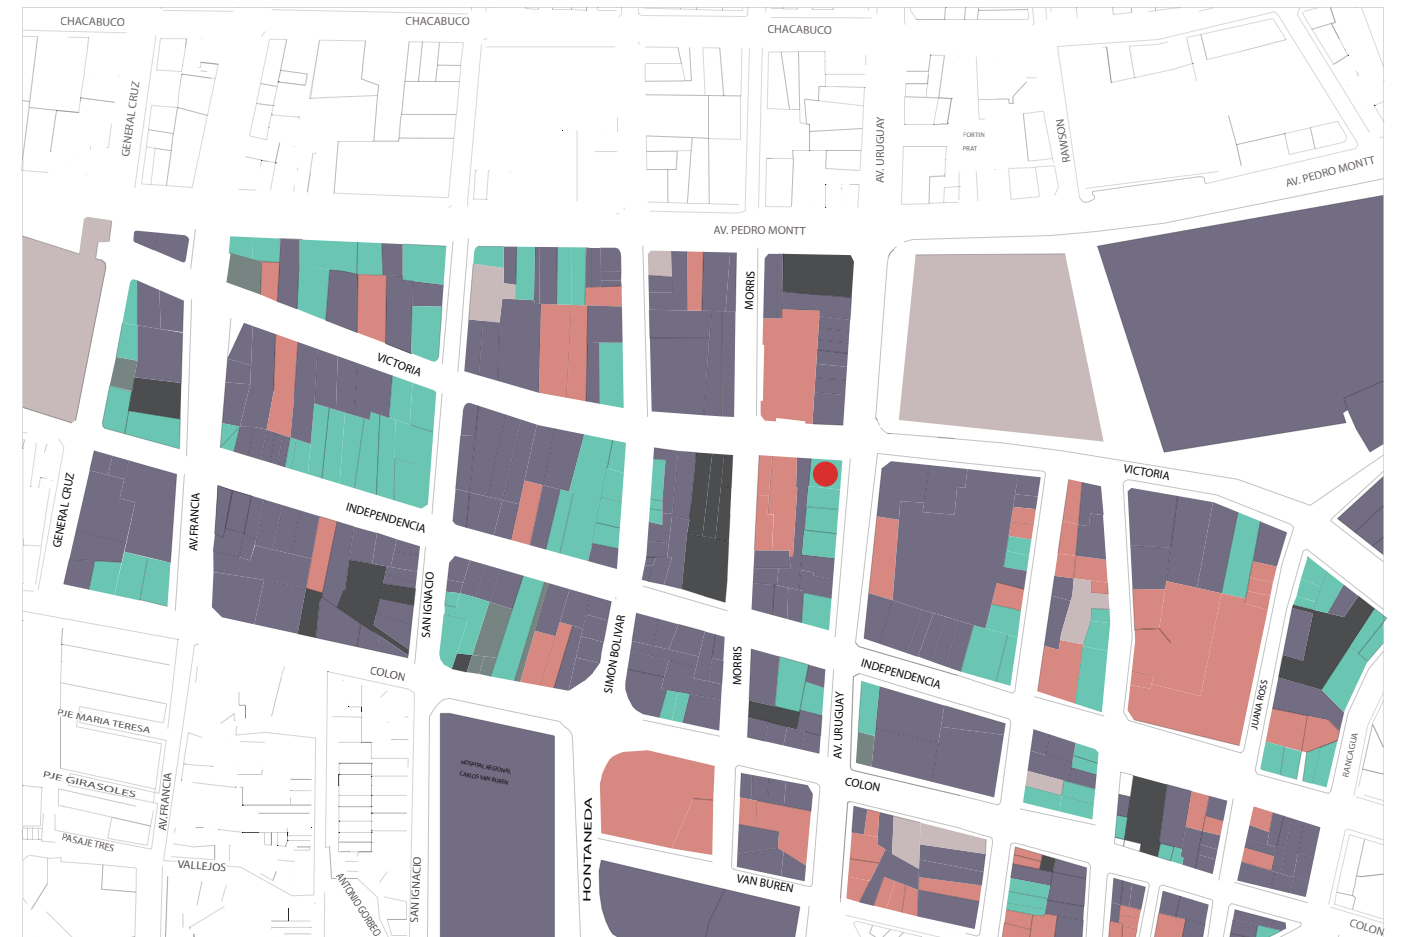 CHACABUCO
CHACABUCO
CHACABUCO
GENERAL CRUZ
AV. URUGUAY
FORTIN
PRAT
RAWSON
AV. PEDRO MONTT
AV. PEDRO MONTT
MORRIS
VICTORIA
VICTORIA
GENERAL CRUZ
AV.FRANCIA
INDEPENDENCIA
SAN IGNACIO
SIMON BOLIVAR
MORRIS
INDEPENDENCIA
AV. URUGUAY
JUANA ROSS
RANCAGUA
COLON
PJE MARIA TERESA
HOSPITAL REGIONAL
CARLOS VAN BUREN
PJE GIRASOLES
AV.FRANCIA
COLON
PASAJE TRES
VALLEJOS
HONTANEDA
VAN BUREN
ANTONIO GORBEO
SAN IGNACIO
COLON